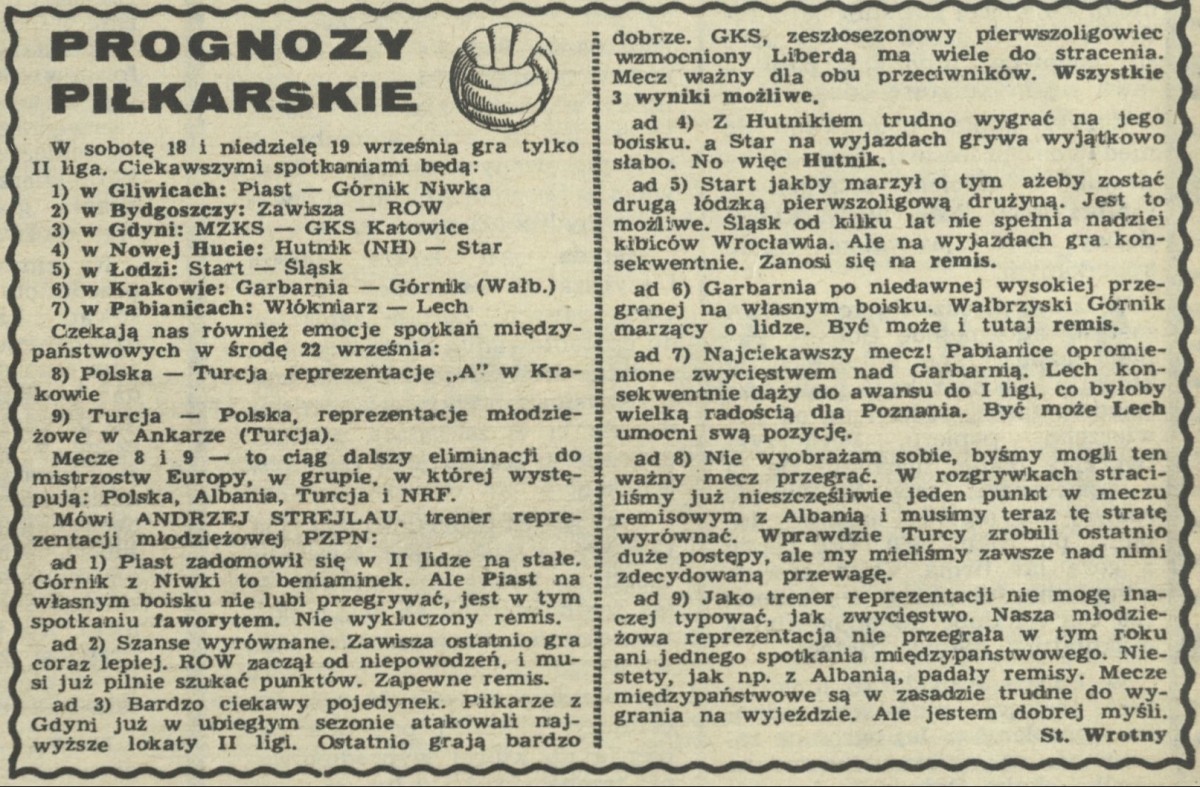 PROGNOZY
PIŁKARSKIE
W sobotę 18 i niedzielę 19 września gra tylko
II liga. Ciekawszymi spotkaniami będą:
1) w Gliwicach: Piast — Górnik Niwka
2) w Bydgoszczy: Zawisza — ROW
3) w Gdyni: MZKS — GKS Katowice
4) w Nowej Hucie: Hutnik (NH) — Star
5) w Łodzi: Start — Śląsk
6) w Krakowie: Garbarnia — Górnik (Wałb.)
7) w Pabianicach: Włókniarz — Lech
Czekają nas również emocje spotkań między-
państwowych w środę 22 września:
8) Polska — Turcja reprezentacje „A” w Kra-
kowie
9) Turcja — Polska, reprezentacje młodzie-
żowe w Ankarze (Turcja).
Mecze 8 i 9 — to ciąg dalszy eliminacji do
mistrzostw Europy, w grupie, w której wystę-
pują: Polska, Albania, Turcja i NRF.
Mówi ANDRZEJ STREJLAU, trener repre-
zentacji młodzieżowej PZPN:
ad 1) Piast zadomowił się w II lidze na stałe.
Górnik z Niwki to beniaminek. Ale Piast na
własnym boisku nie lubi przegrywać, jest w tym
spotkaniu faworytem. Nie wykluczony remis.
ad 2) Szanse wyrównane. Zawisza ostatnio gra
coraz lepiej. ROW zaczął od niepowodzeń, i mu-
si już pilnie szukać punktów. Zapewne remis.
ad 3) Bardzo ciekawy pojedynek. Piłkarze z
Gdyni już w ubiegłym sezonie atakowali naj-
wyższe lokaty II ligi. Ostatnio grają bardzo
dobrze. GKS, zeszłosezonowy pierwszoligowiec
wzmocniony Liberdą ma wiele do stracenia.
Mecz ważny dla obu przeciwników. Wszystkie
3 wyniki możliwe.
ad 4) Z Hutnikiem trudno wygrać na jego
boisku. a Star na wyjazdach grywa wyjątkowo
słabo. No więc Hutnik.
ad 5) Start jakby marzył o tym ażeby zostać
drugą łódzką pierwszoligową drużyną. Jest to
możliwe. Śląsk od kilku lat nie spełnia nadziei
kibiców Wrocławia. Ale na wyjazdach gra kon-
sekwentnie. Zanosi się na remis.
ad 6) Garbarnia po niedawnej wysokiej prze-
granej na własnym boisku. Wałbrzyski Górnik
marzący o lidze. Być może i tutaj remis.
ad 7) Najciekawszy mecz! Pabianice opromie-
nione zwycięstwem nad Garbarnią. Lech kon-
sekwentnie dąży do awansu do I ligi, co byłoby
wielką radością dla Poznania. Być może Lech
umocni swą pozycję.
ad 8) Nie wyobrażam sobie, byśmy mogli ten
ważny mecz przegrać. W rozgrywkach straci-
liśmy już nieszczęśliwie jeden punkt w meczu
remisowym z Albanią i musimy teraz tę stratę
wyrównać. Wprawdzie Turcy zrobili ostatnio
duże postępy, ale my mieliśmy zawsze nad nimi
zdecydowaną przewagę.
ad 9) Jako trener reprezentacji nie mogę ina-
czej typować, jak zwycięstwo. Nasza młodzie-
żowa reprezentacja nie przegrała w tym roku
ani jednego spotkania międzypaństwowego. Nie-
stety, jak np. z Albanią, padały remisy. Mecze
międzypaństwowe są w zasadzie trudne do wy-
grania na wyjeździe. Ale jestem dobrej myśli.
St. Wrotny